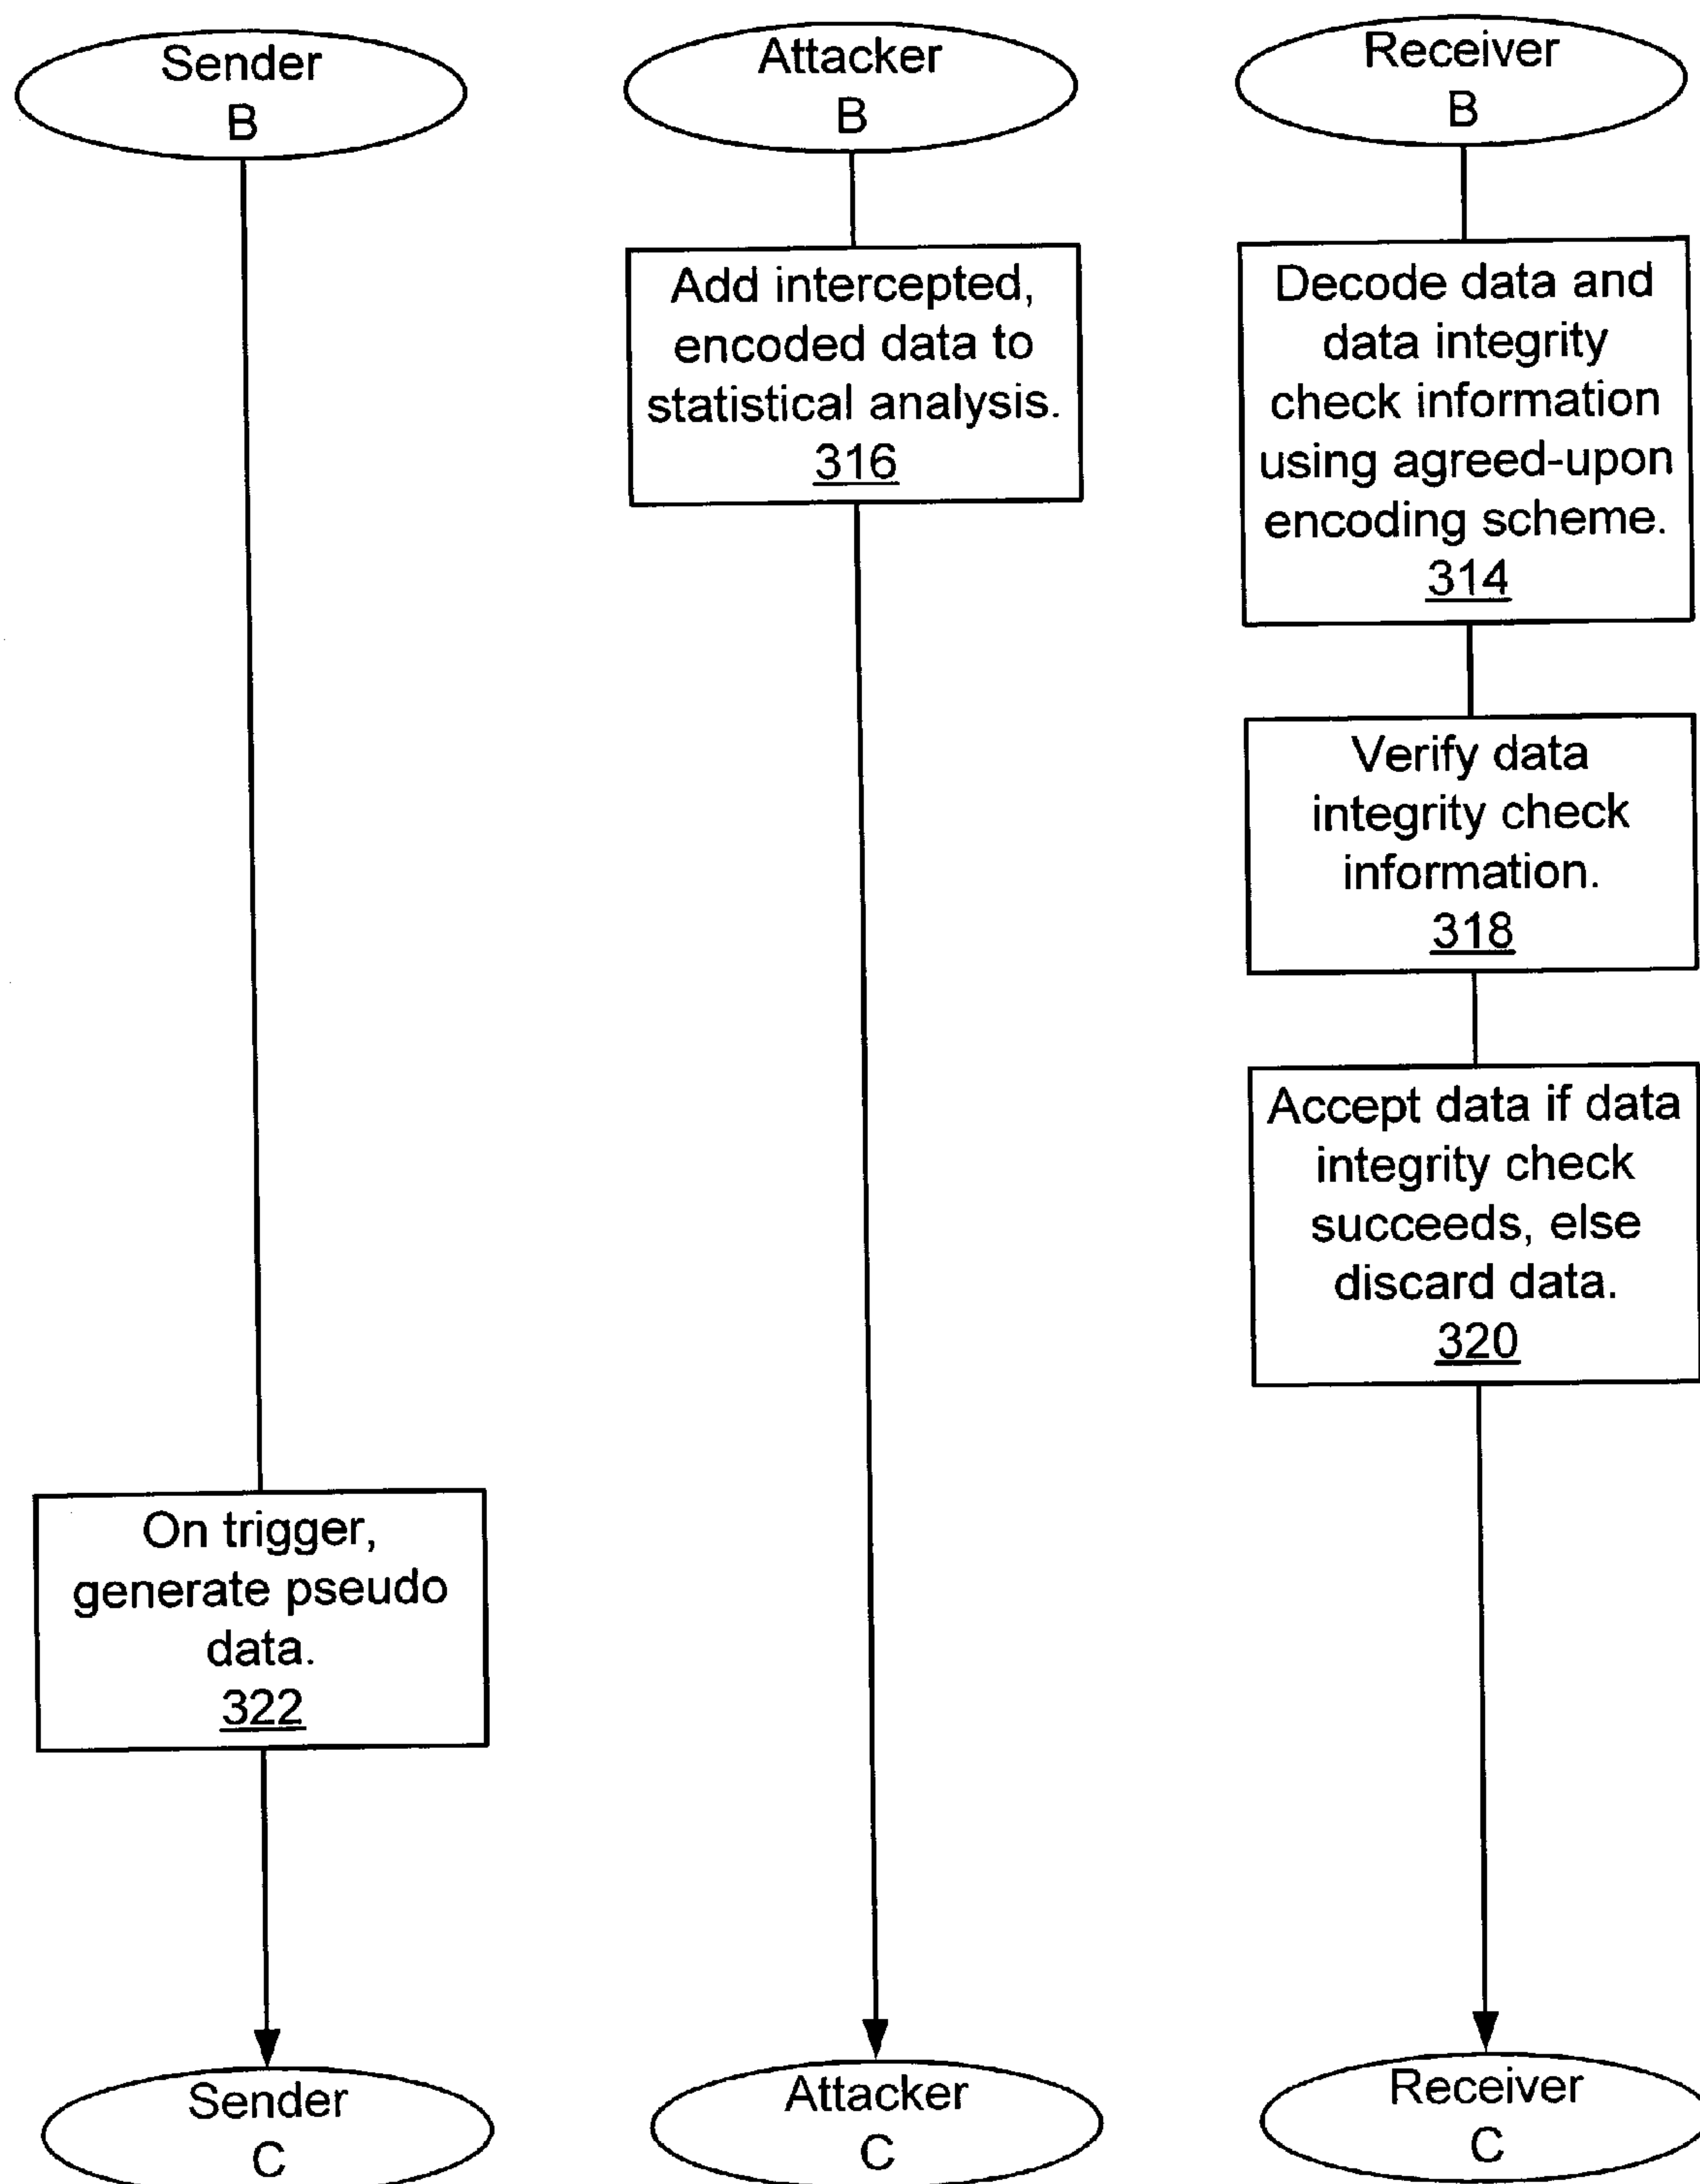 Sender
B
Attacker
B
Receiver
B
Add intercepted,
encoded data to
statistical analysis.
316
Decode data and
data integrity
check information
using agreed-upon
encoding scheme.
314
Verify data
integrity check
information.
318
Accept data if data
integrity check
succeeds, else
discard data.
320
On trigger,
generate pseudo
data.
322
Sender
C
Attacker
C
Receiver
C